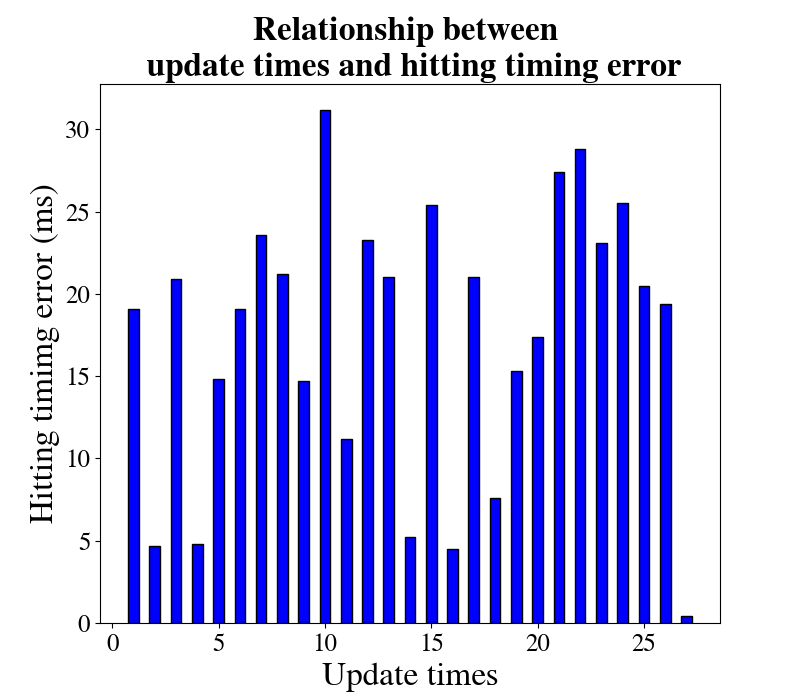 Relationship between
update times and hitting timing error
Hitting timimg error (ms)
30
25
20
15
10
5
0
0 5 10 15 20 25
Update times